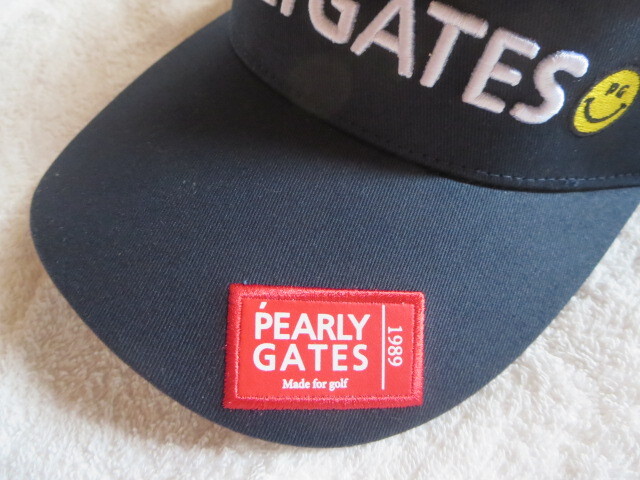 GATES
PG
PEARLY
GATES
Made for golf
1989